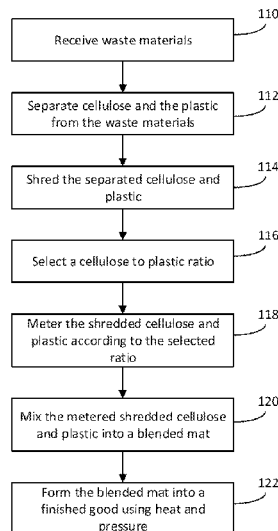 110
Receive waste materials
112
Separate cellulose and the plastic
from the waste materials
114
Shred the separated cellulose and
plastic
116
Select a cellulose to plastic ratio
118
Meter the shredded cellulose and
plastic according to the selected
ratio
120
Mix the metered shredded cellulose
and plastic into a blended mat
122
Form the blended mat into a
finished good using heat and
pressure